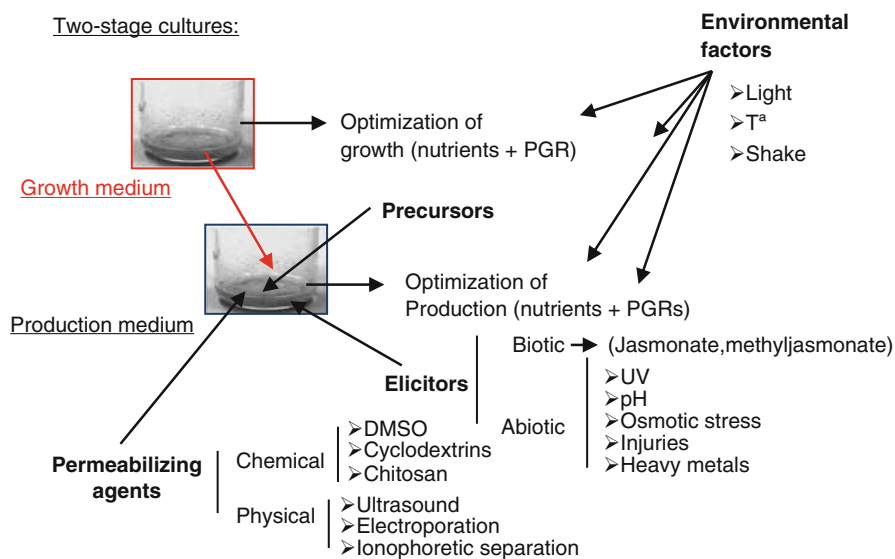 Two-stage cultures:
Environmental
factors
➢Light
➢Tª
➢Shake
Optimization of
growth (nutrients + PGR)
Growth medium
Precursors
Optimization of
Production (nutrients + PGRs)
Production medium
Biotic
(Jasmonate,methyljasmonate)
Elicitors
Abiotic
➢UV
➢pH
➢Osmotic stress
➢Injuries
➢Heavy metals
Permeabilizing
agents
Chemical
➢DMSO
➢Cyclodextrins
➢Chitosan
Physical
➢Ultrasound
➢Electroporation
➢Ionophoretic separation